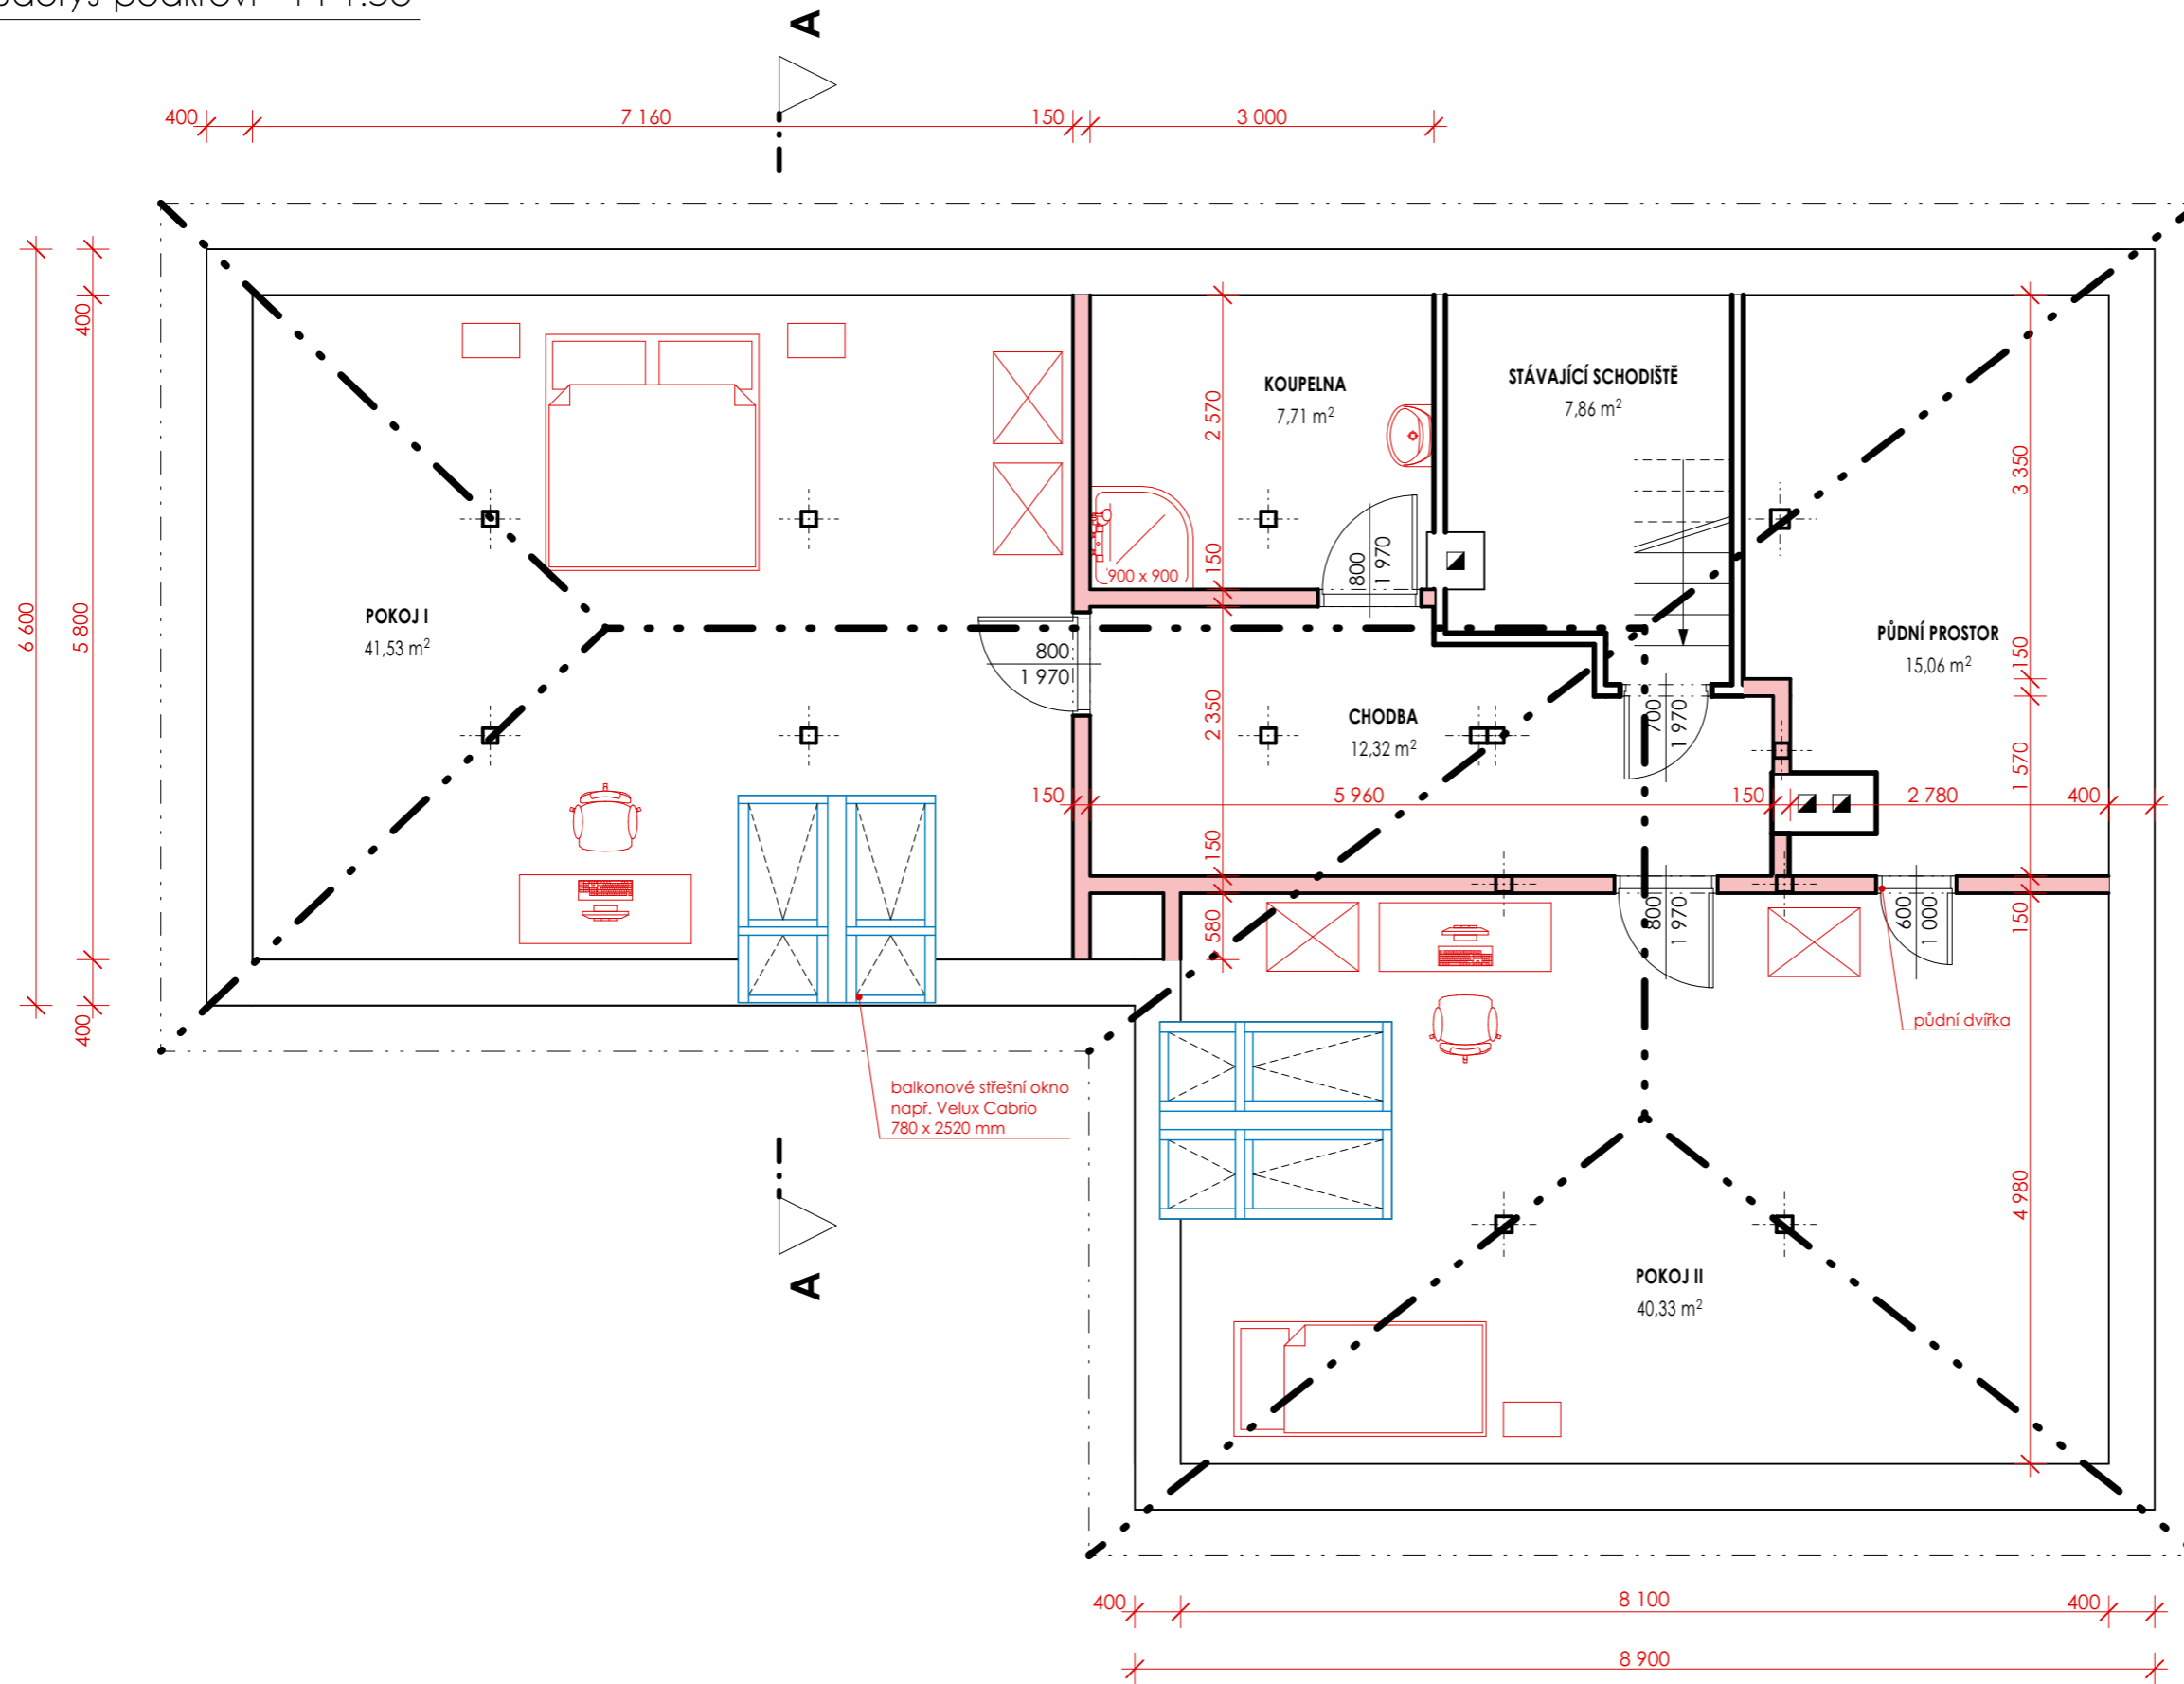 podkroví
1:50
A
400
7 160
150
3 000
6 600
400
5 800
400
KOUPELNA
7,71 m²
2 570
STÁVAJÍCÍ SCHODIŠTĚ
7,86 m²
3 350
900 x 900
150
800
1 970
POKOJ I
41,53 m²
800
1 970
PŮDNÍ PROSTOR
15,06 m²
150
CHODBA
12,32 m²
2 350
700
1 970
1 570
150
5 960
150
2 780
400
150
580
800
1 970
600
1 000
150
půdní dvířka
balkonové střešní okno
např. Velux Cabrio
780 x 2520 mm
4 980
A
POKOJ II
40,33 m²
400
8 100
400
8 900